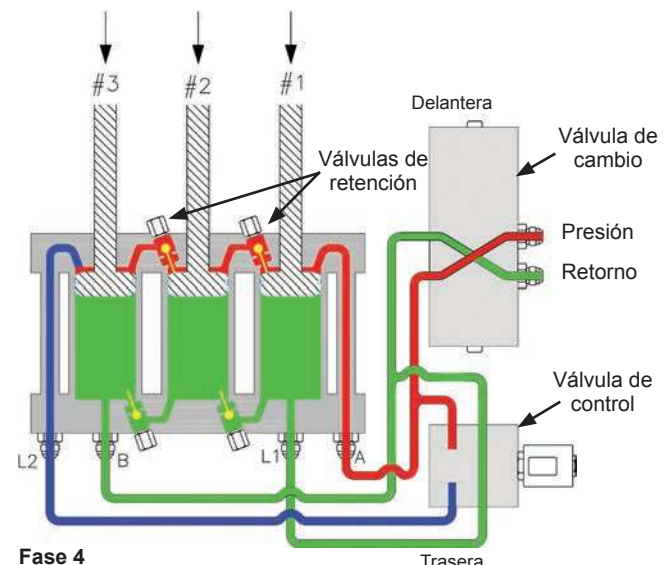 #3
#2
#1
Delantera
Válvula de
cambio
Válvulas de
retención
Presión
Retorno
Válvula de
control
L2
B
L1
A
Fase 4
Trasera